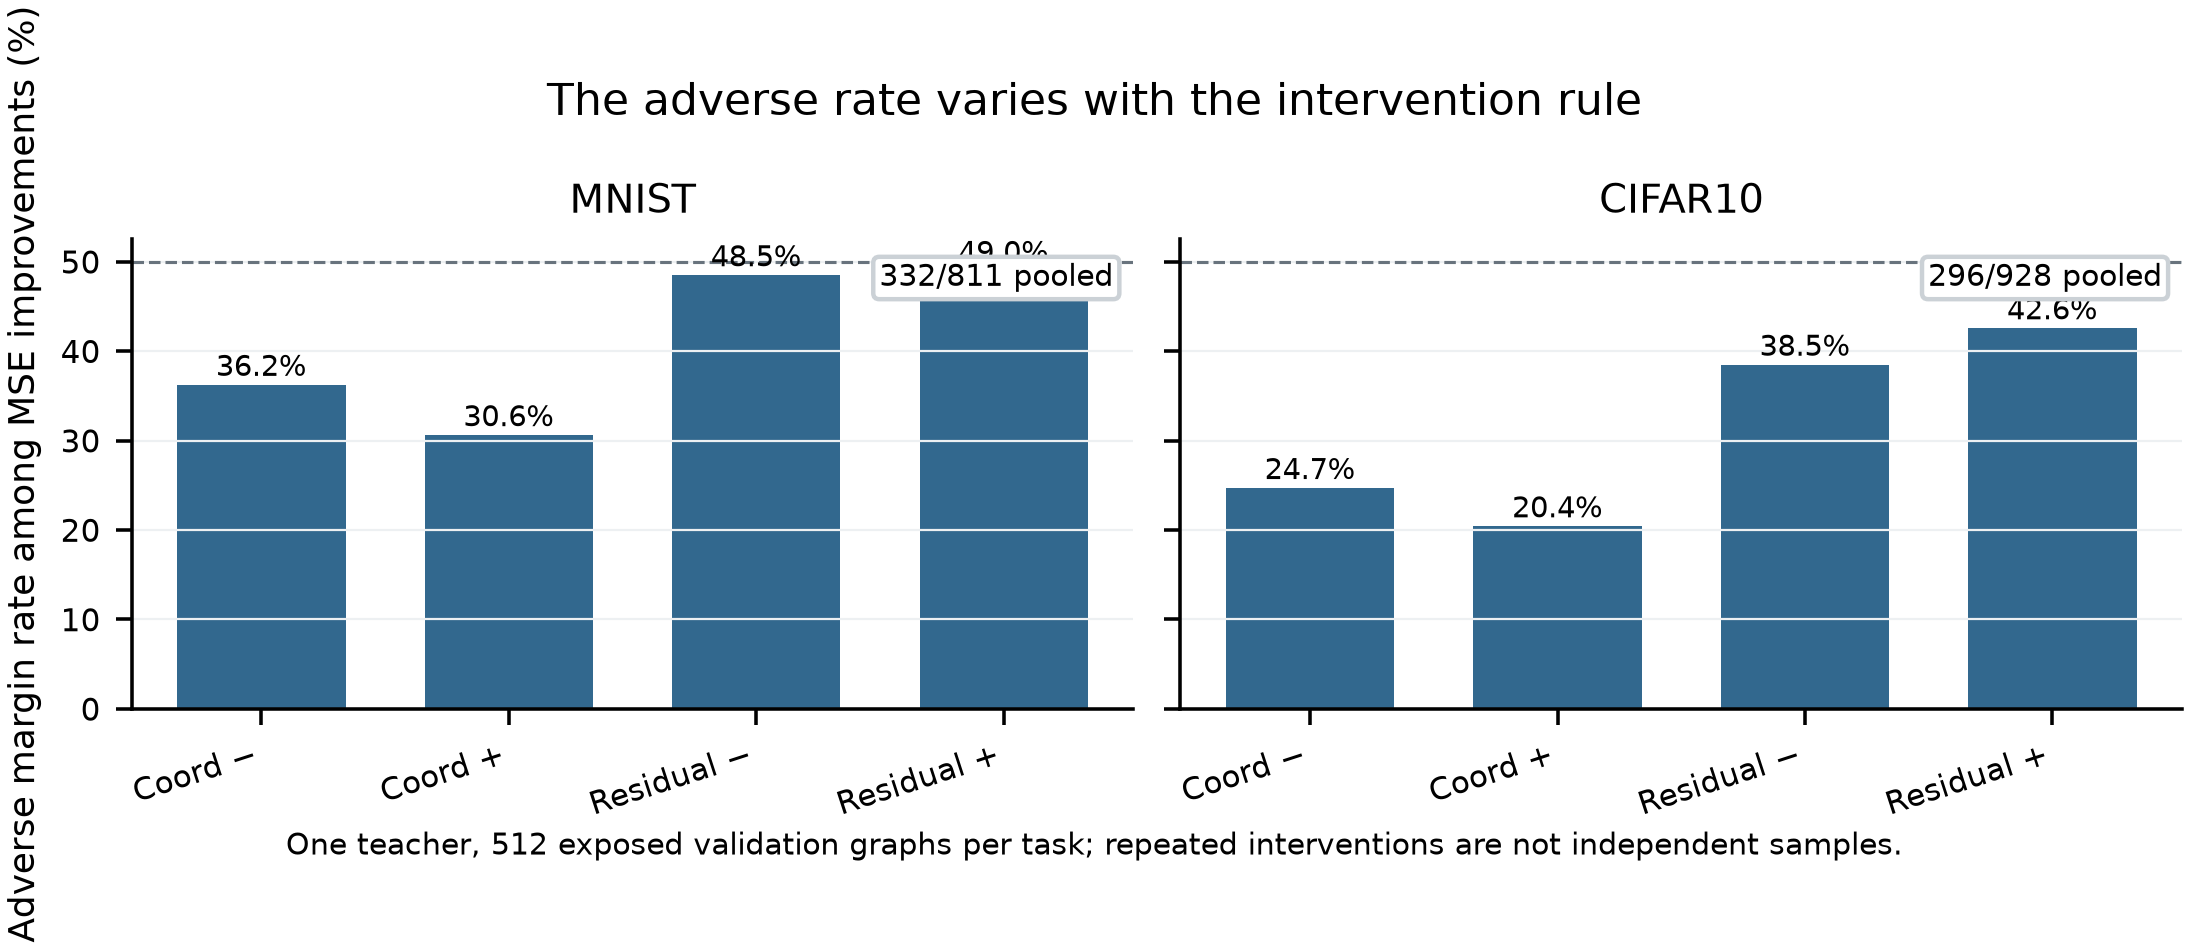 The adverse rate varies with the intervention rule
Adverse margin rate among MSE improvements (%)
MNIST
50
40
30
20
10
0
36.2%
30.6%
48.5%
49.0%
332/811 pooled
Coord −
Coord +
Residual −
Residual +
CIFAR10
24.7%
20.4%
38.5%
42.6%
296/928 pooled
Coord −
Coord +
Residual −
Residual +
One teacher, 512 exposed validation graphs per task; repeated interventions are not independent samples.